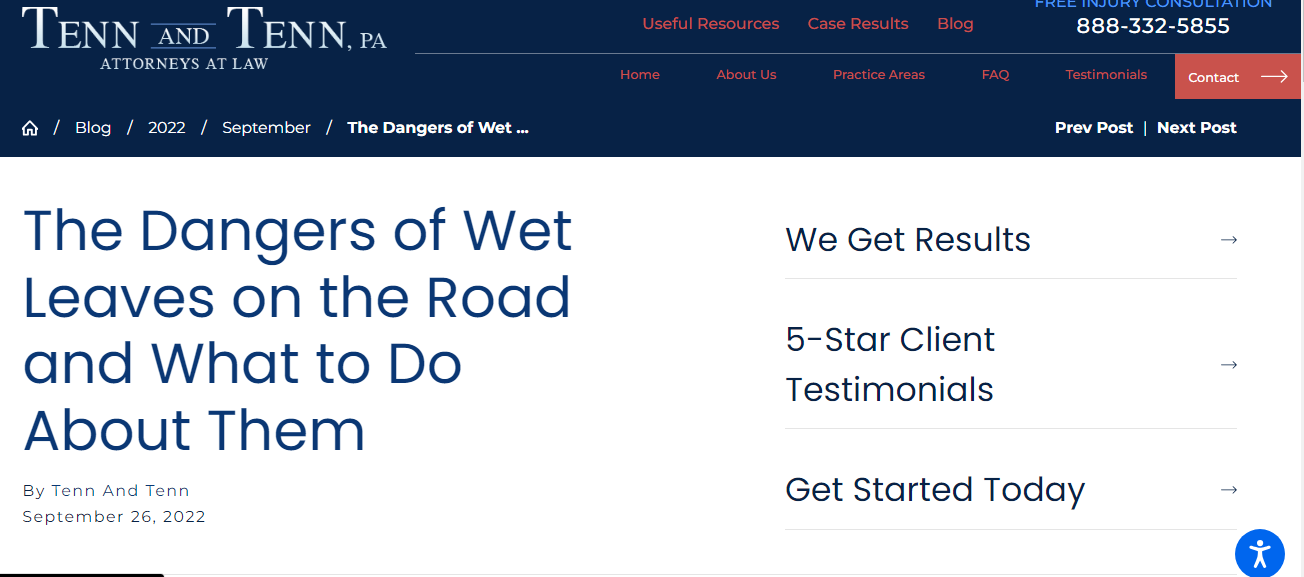 TENN AND TENN, PA
ATTORNEYS AT LAW
FREE INJURY CONSULTATION
Useful Resources Case Results Blog 888-332-5855
Home About Us Practice Areas FAQ Testimonials Contact
/ Blog / 2022 / September / The Dangers of Wet ... Prev Post | Next Post
The Dangers of Wet
Leaves on the Road
and What to Do
About Them
By Tenn And Tenn
September 26, 2022
We Get Results
5-Star Client
Testimonials
Get Started Today